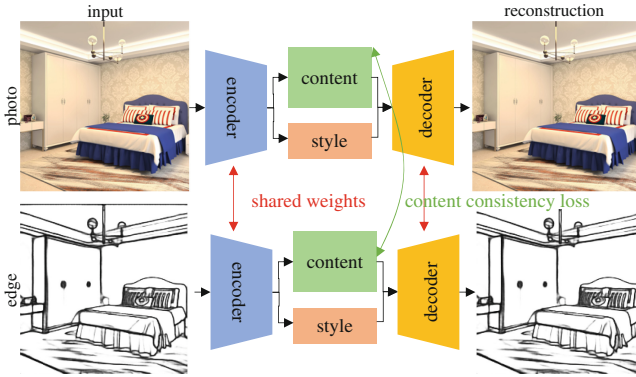 input
reconstruction
photo
encoder
content
style
decoder
shared weights
content consistency loss
edge
encoder
content
style
decoder